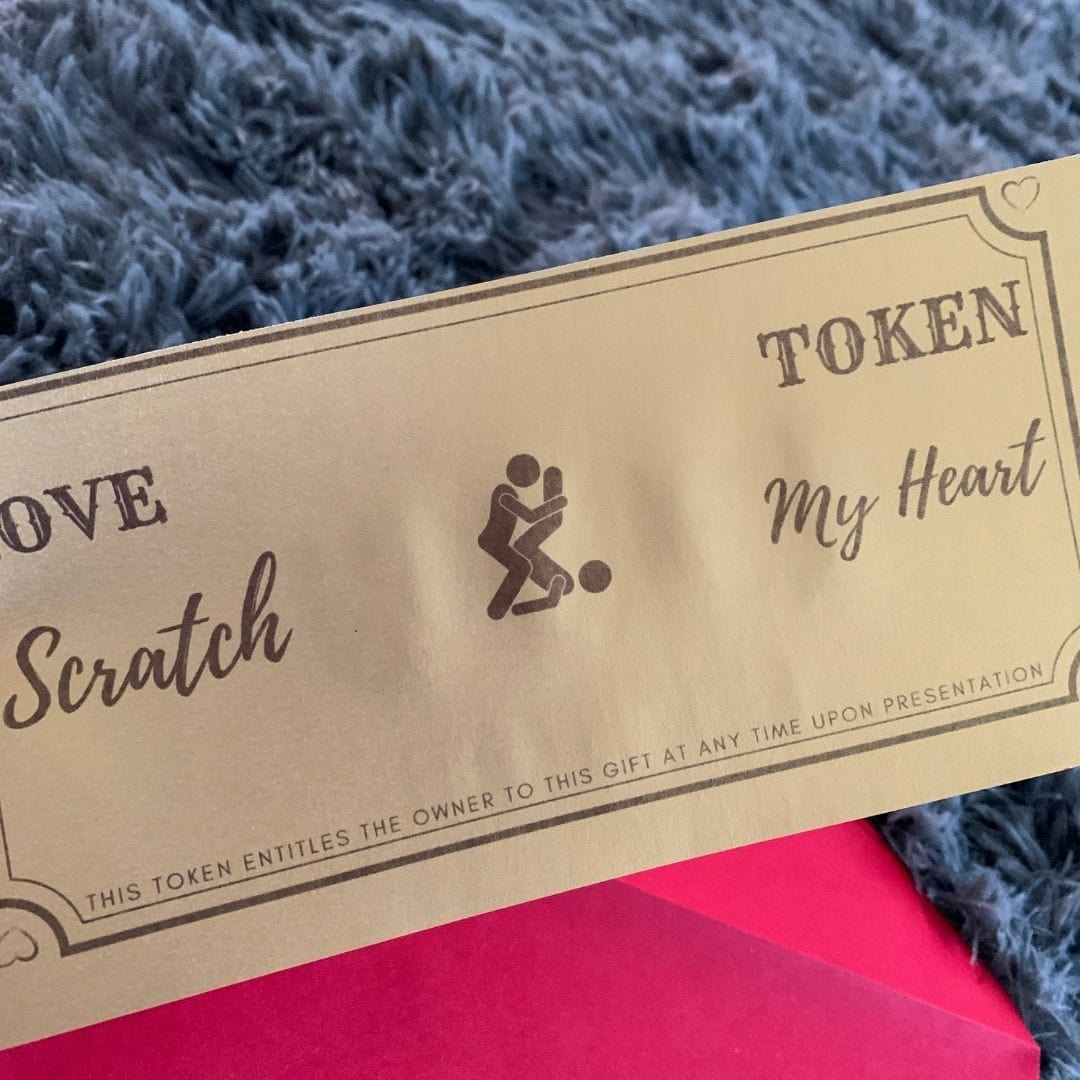 OVE TOKEN
Scratch My Heart
THIS TOKEN ENTITLES THE OWNER TO THIS GIFT AT ANY TIME UPON PRESENTATION